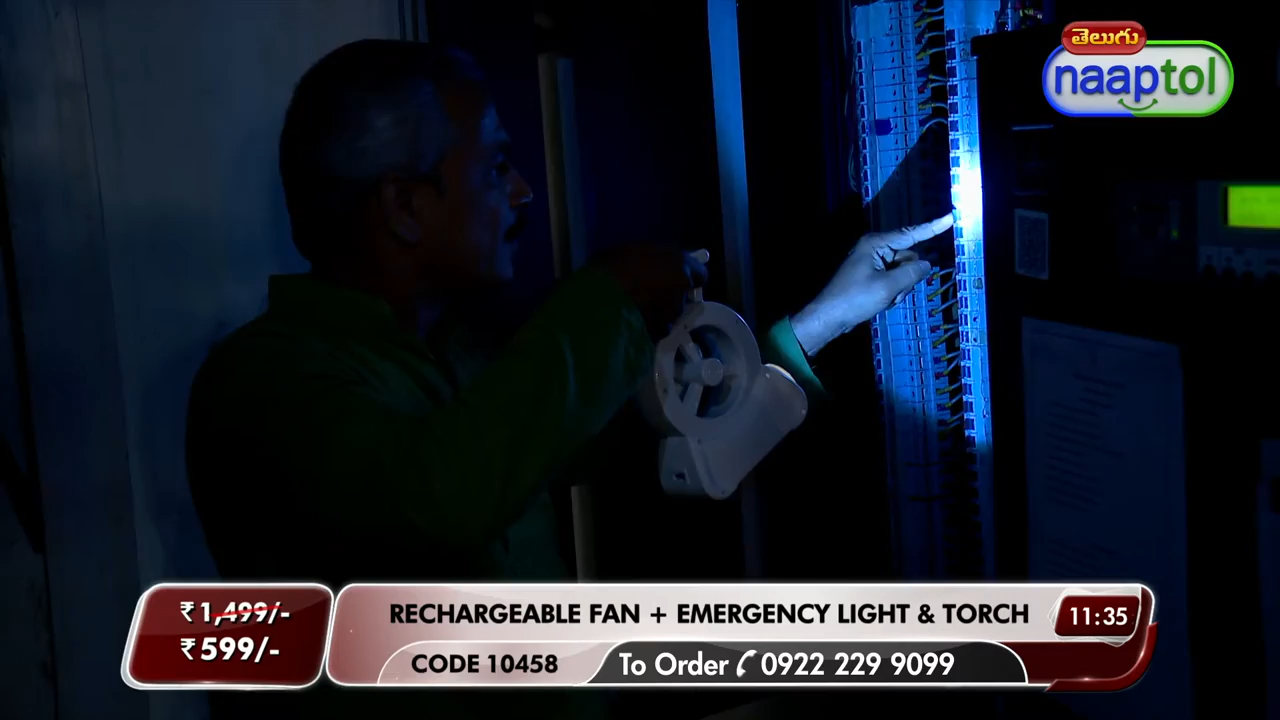 తెలుగు
naaptol
₹1,499/-
₹599/-
RECHARGEABLE FAN + EMERGENCY LIGHT & TORCH
11:35
CODE 10458
To Order 0922 229 9099